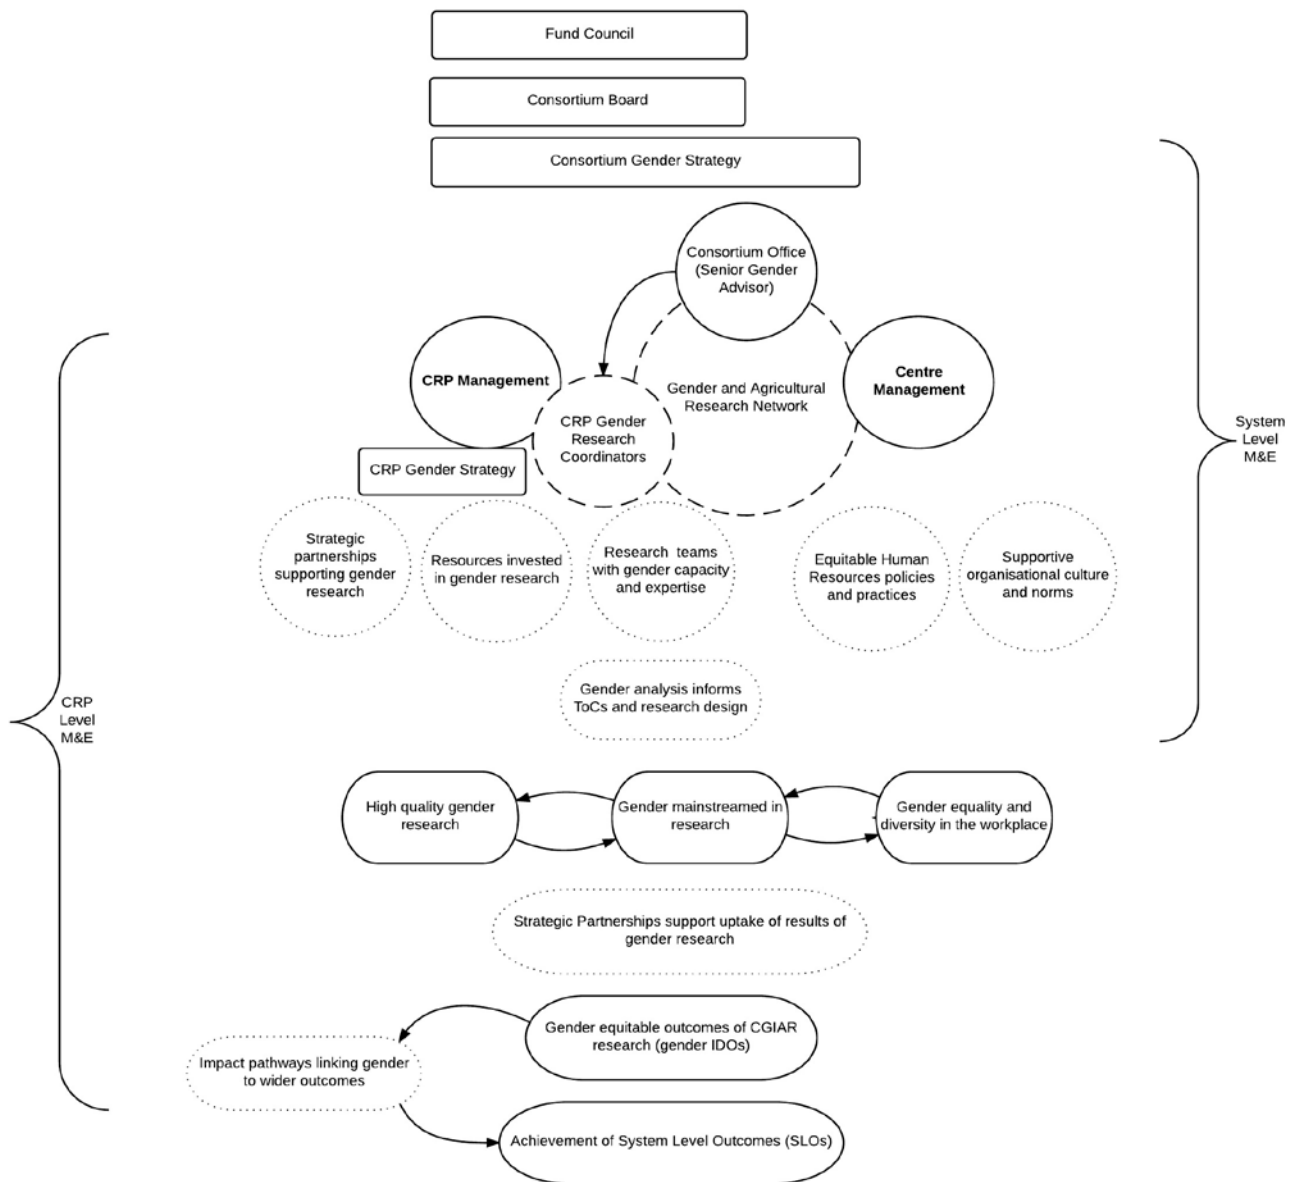 Fund Council
Consortium Board
Consortium Gender Strategy
Consortium Office
(Senior Gender
Advisor)
CRP Management
Gender and Agricultural
Research Network
Centre
Management
CRP Gender
Research
Coordinators
CRP Gender Strategy
System
Level
M&E
Strategic
partnerships
supporting gender
research
Resources invested
in gender research
Research teams
with gender capacity
and expertise
Equitable Human
Resources policies
and practices
Supportive
organisational culture
and norms
Gender analysis informs
ToCs and research design
CRP
Level
M&E
High quality gender
research
Gender mainstreamed in
research
Gender equality and
diversity in the workplace
Strategic Partnerships support uptake of results of
gender research
Gender equitable outcomes of CGIAR
research (gender IDOs)
Impact pathways linking gender
to wider outcomes
Achievement of System Level Outcomes (SLOs)